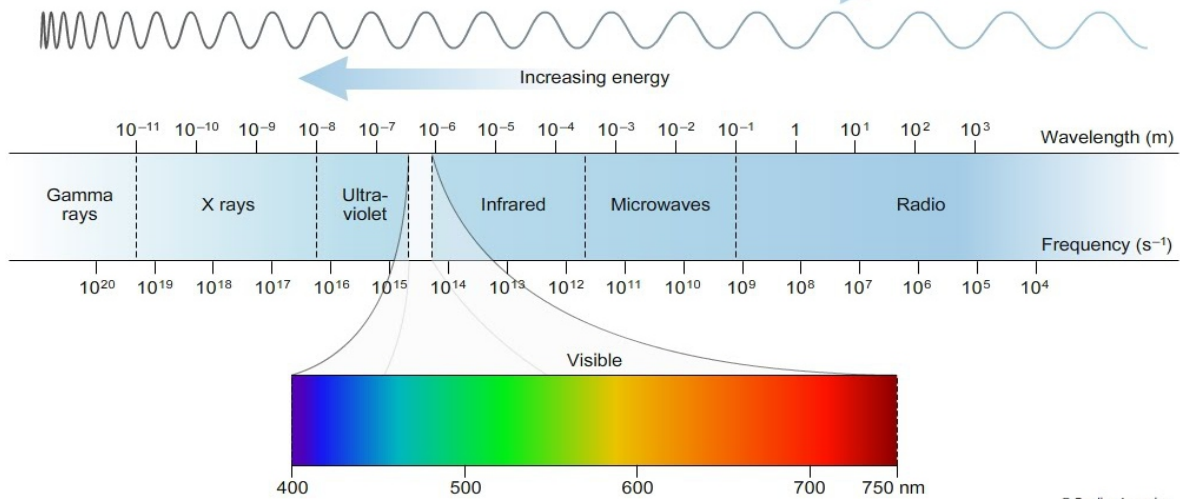 Increasing energy
10⁻¹¹ 10⁻¹⁰ 10⁻⁹ 10⁻⁸ 10⁻⁷ 10⁻⁶ 10⁻⁵ 10⁻⁴ 10⁻³ 10⁻² 10⁻¹ 1 10¹ 10² 10³ Wavelength (m)
Gamma rays X rays Ultra-violet Infrared Microwaves Radio
Frequency (s⁻¹)
10²⁰ 10¹⁹ 10¹⁸ 10¹⁷ 10¹⁶ 10¹⁵ 10¹⁴ 10¹³ 10¹² 10¹¹ 10¹⁰ 10⁹ 10⁸ 10⁷ 10⁶ 10⁵ 10⁴
Visible
400 500 600 700 750 nm